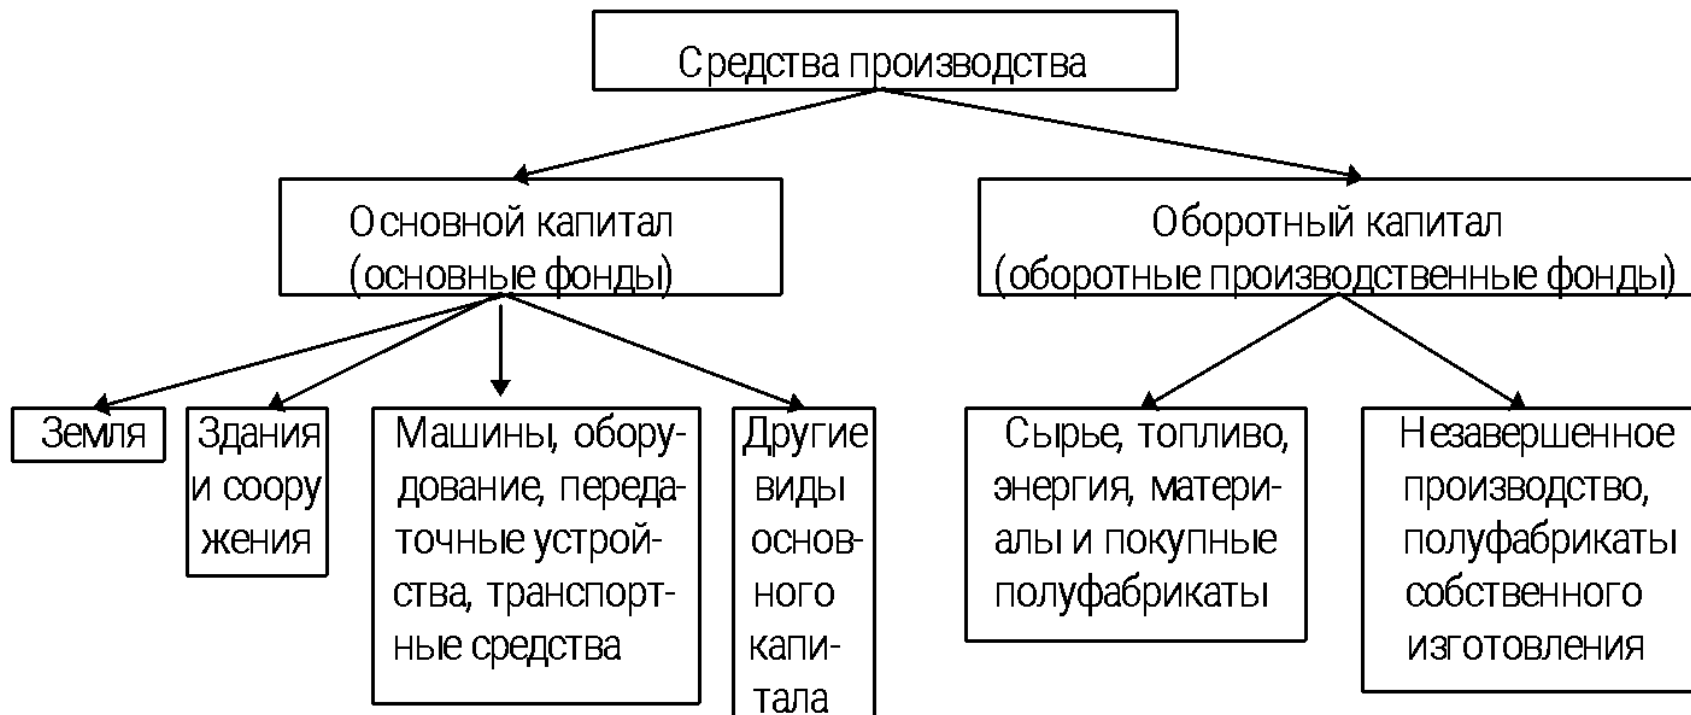 Средства производства
Основной капитал
(основные фонды)
Оборотный капитал
(оборотные производственные фонды)
Земля
Здания
и соору
жения
Машины, обору-
дование, переда-
точные устрой-
ства, транспорт-
ные средства
Другие
виды
основ-
ного
капи-
тала
Сырье, топливо,
энергия, матери-
алы и покупные
полуфабрикаты
Незавершенное
производство,
полуфабрикаты
собственного
изготовления